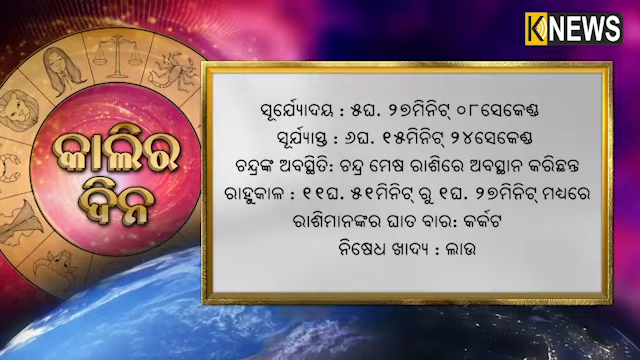 K NEWS
କାଲିର
ଦିନ
ସୂର୍ଯ୍ୟୋଦୟ : ୫ଘ. ୨୭ମିନିଟ୍ ୦୮ସେକେଣ୍ଡ
ସୂର୍ଯ୍ୟାସ୍ତ : ୬ଘ. ୧୫ମିନିଟ୍ ୨୪ସେକେଣ୍ଡ
ଚନ୍ଦ୍ରଙ୍କ ଅବସ୍ଥିତି: ଚନ୍ଦ୍ର ମେଷ ରାଶିରେ ଅବସ୍ଥାନ କରିଛନ୍ତି
ରାହୁକାଳ : ୧୧ଘ. ୫୧ମିନିଟ୍ ରୁ ୧ଘ. ୨୭ମିନିଟ୍ ମଧ୍ୟରେ
ରାଶିମାନଙ୍କର ଘାତ ବାର: କର୍କଟ
ନିଷେଧ ଖାଦ୍ୟ : ଲାଉ